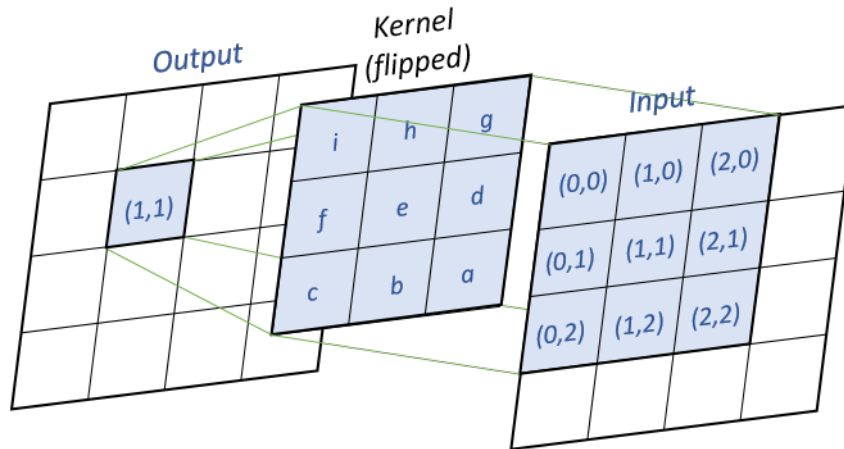 Output
Kernel
(flipped)
Input
(1,1)
i h g
f e d
c b a
(0,0) (1,0) (2,0)
(0,1) (1,1) (2,1)
(0,2) (1,2) (2,2)